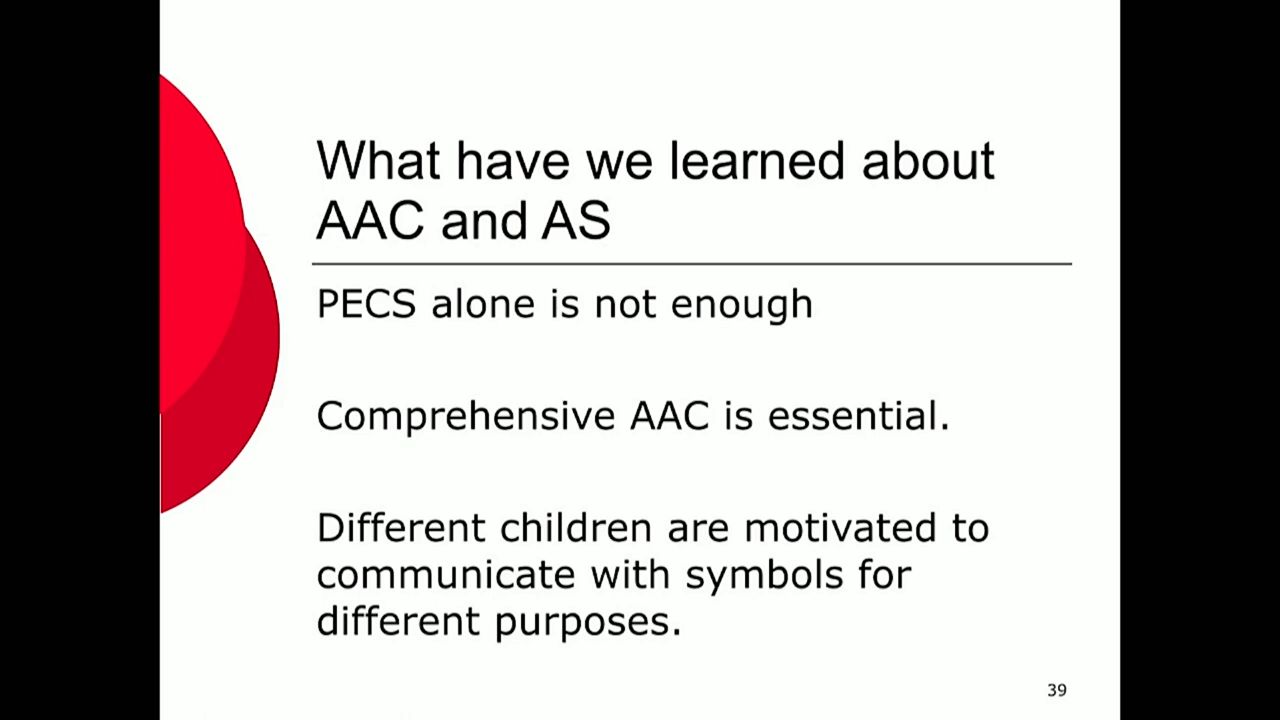 What have we learned about
AAC and AS
PECS alone is not enough
Comprehensive AAC is essential.
Different children are motivated to
communicate with symbols for
different purposes.
39